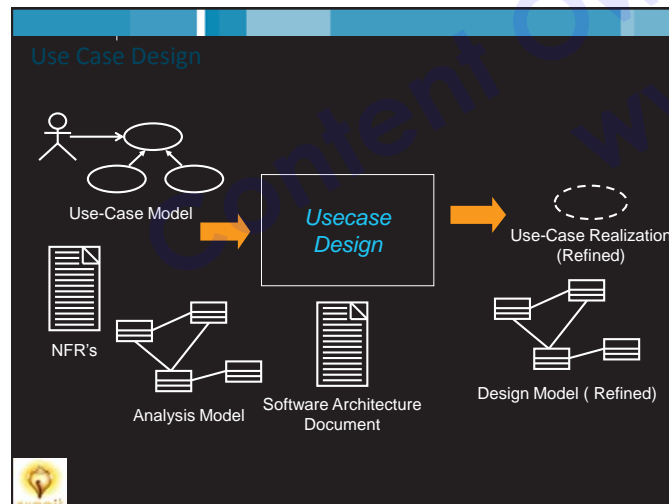 Use Case Design
Use-Case Model
Usecase
Design
Use-Case Realization
(Refined)
NFR's
Analysis Model
Software Architecture
Document
Design Model ( Refined)
Content